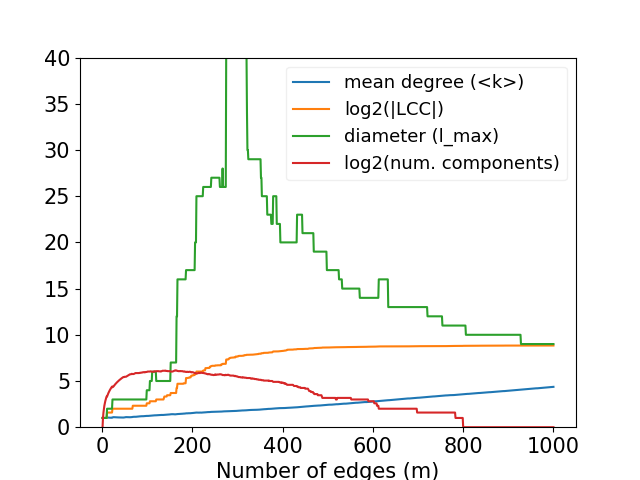 40
35
30
25
20
15
10
5
0
mean degree (<k>)
log2(|LCC|)
diameter (l_max)
log2(num. components)
0 200 400 600 800 1000
Number of edges (m)